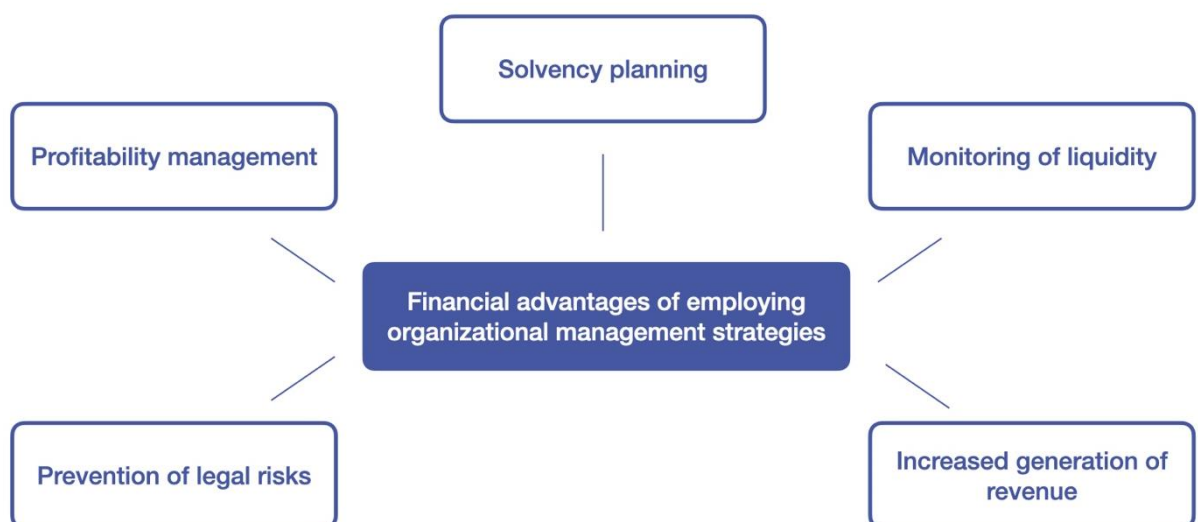 Solvency planning
Profitability management
Monitoring of liquidity
Financial advantages of employing
organizational management strategies
Prevention of legal risks
Increased generation of
revenue